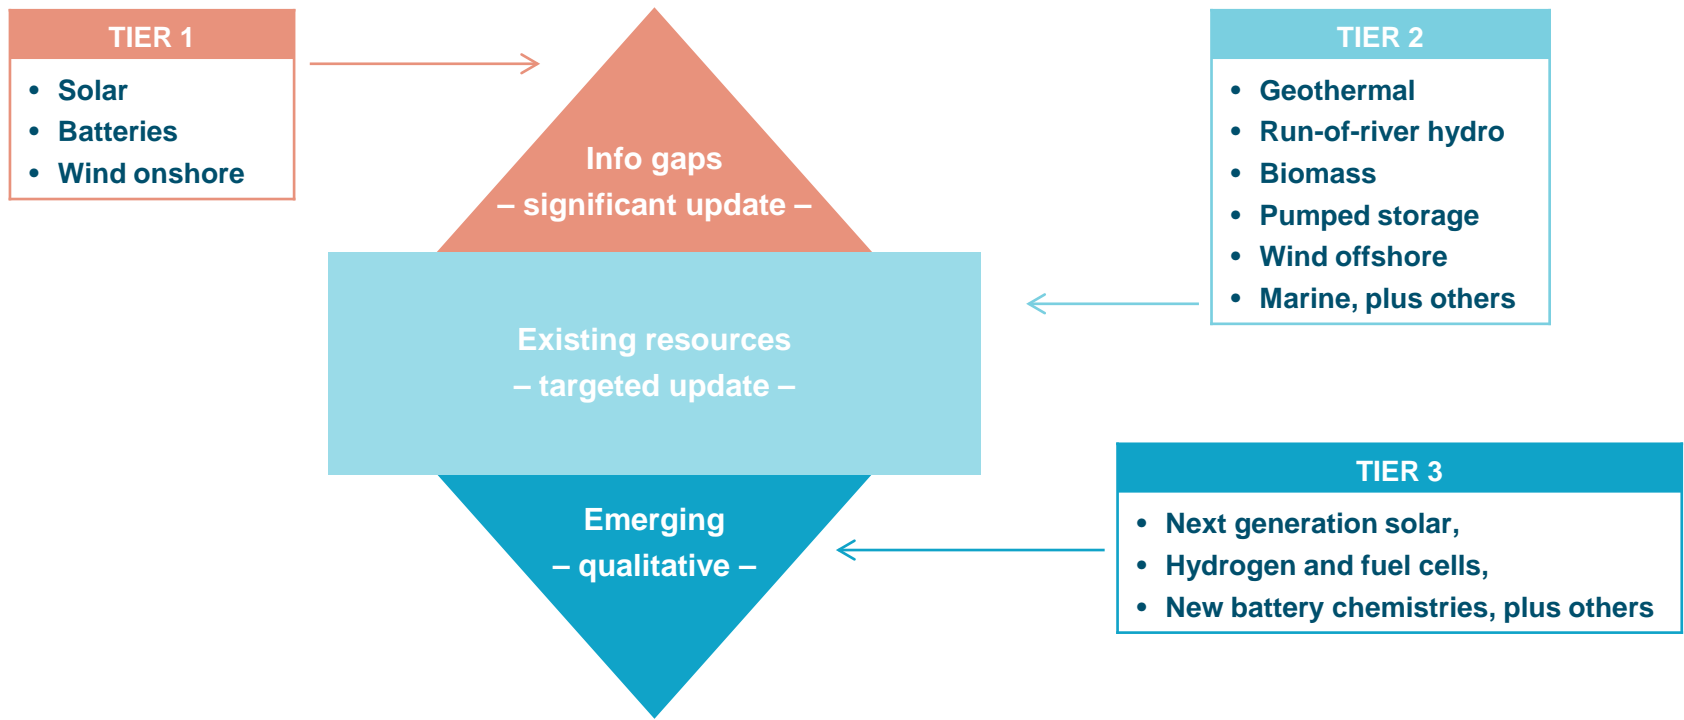 TIER 1
• Solar
• Batteries
• Wind onshore
Info gaps
– significant update –
TIER 2
• Geothermal
• Run-of-river hydro
• Biomass
• Pumped storage
• Wind offshore
• Marine, plus others
Existing resources
– targeted update –
Emerging
– qualitative –
TIER 3
• Next generation solar,
• Hydrogen and fuel cells,
• New battery chemistries, plus others